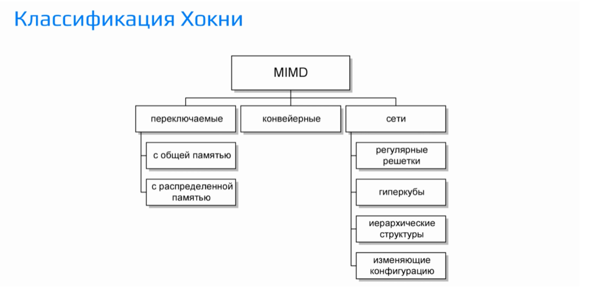 Классификация Хокни
MIMD
переключаемые
конвейерные
сети
с общей памятью
с распределенной
памятью
регулярные
решетки
гиперкубы
иерархические
структуры
изменяющие
конфигурацию